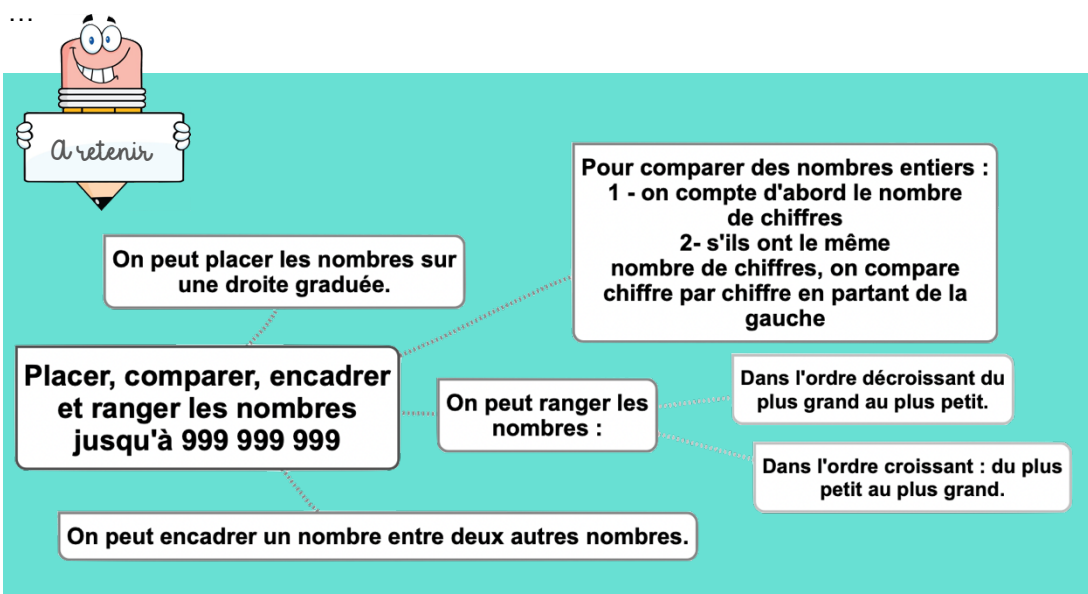 ...
A retenir
Pour comparer des nombres entiers :
1 - on compte d'abord le nombre
de chiffres
2- s'ils ont le même
nombre de chiffres, on compare
chiffre par chiffre en partant de la
gauche
On peut placer les nombres sur
une droite graduée.
Placer, comparer, encadrer
et ranger les nombres
jusqu'à 999 999 999
On peut ranger les
nombres :
Dans l'ordre décroissant du
plus grand au plus petit.
Dans l'ordre croissant : du plus
petit au plus grand.
On peut encadrer un nombre entre deux autres nombres.